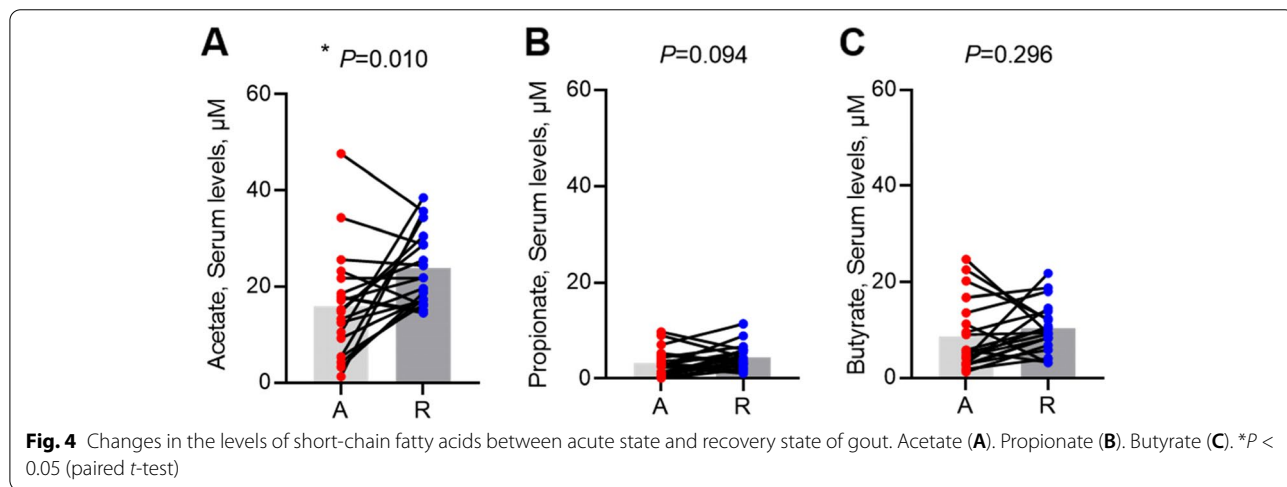 A
* P=0.010
Acetate, Serum levels, μM
60
40
20
0
A R
B
P=0.094
Propionate, Serum levels, μM
60
40
20
0
A R
C
P=0.296
Butyrate, Serum levels, μM
60
40
20
0
A R
Fig. 4 Changes in the levels of short-chain fatty acids between acute state and recovery state of gout. Acetate (A). Propionate (B). Butyrate (C). *P <
0.05 (paired t-test)